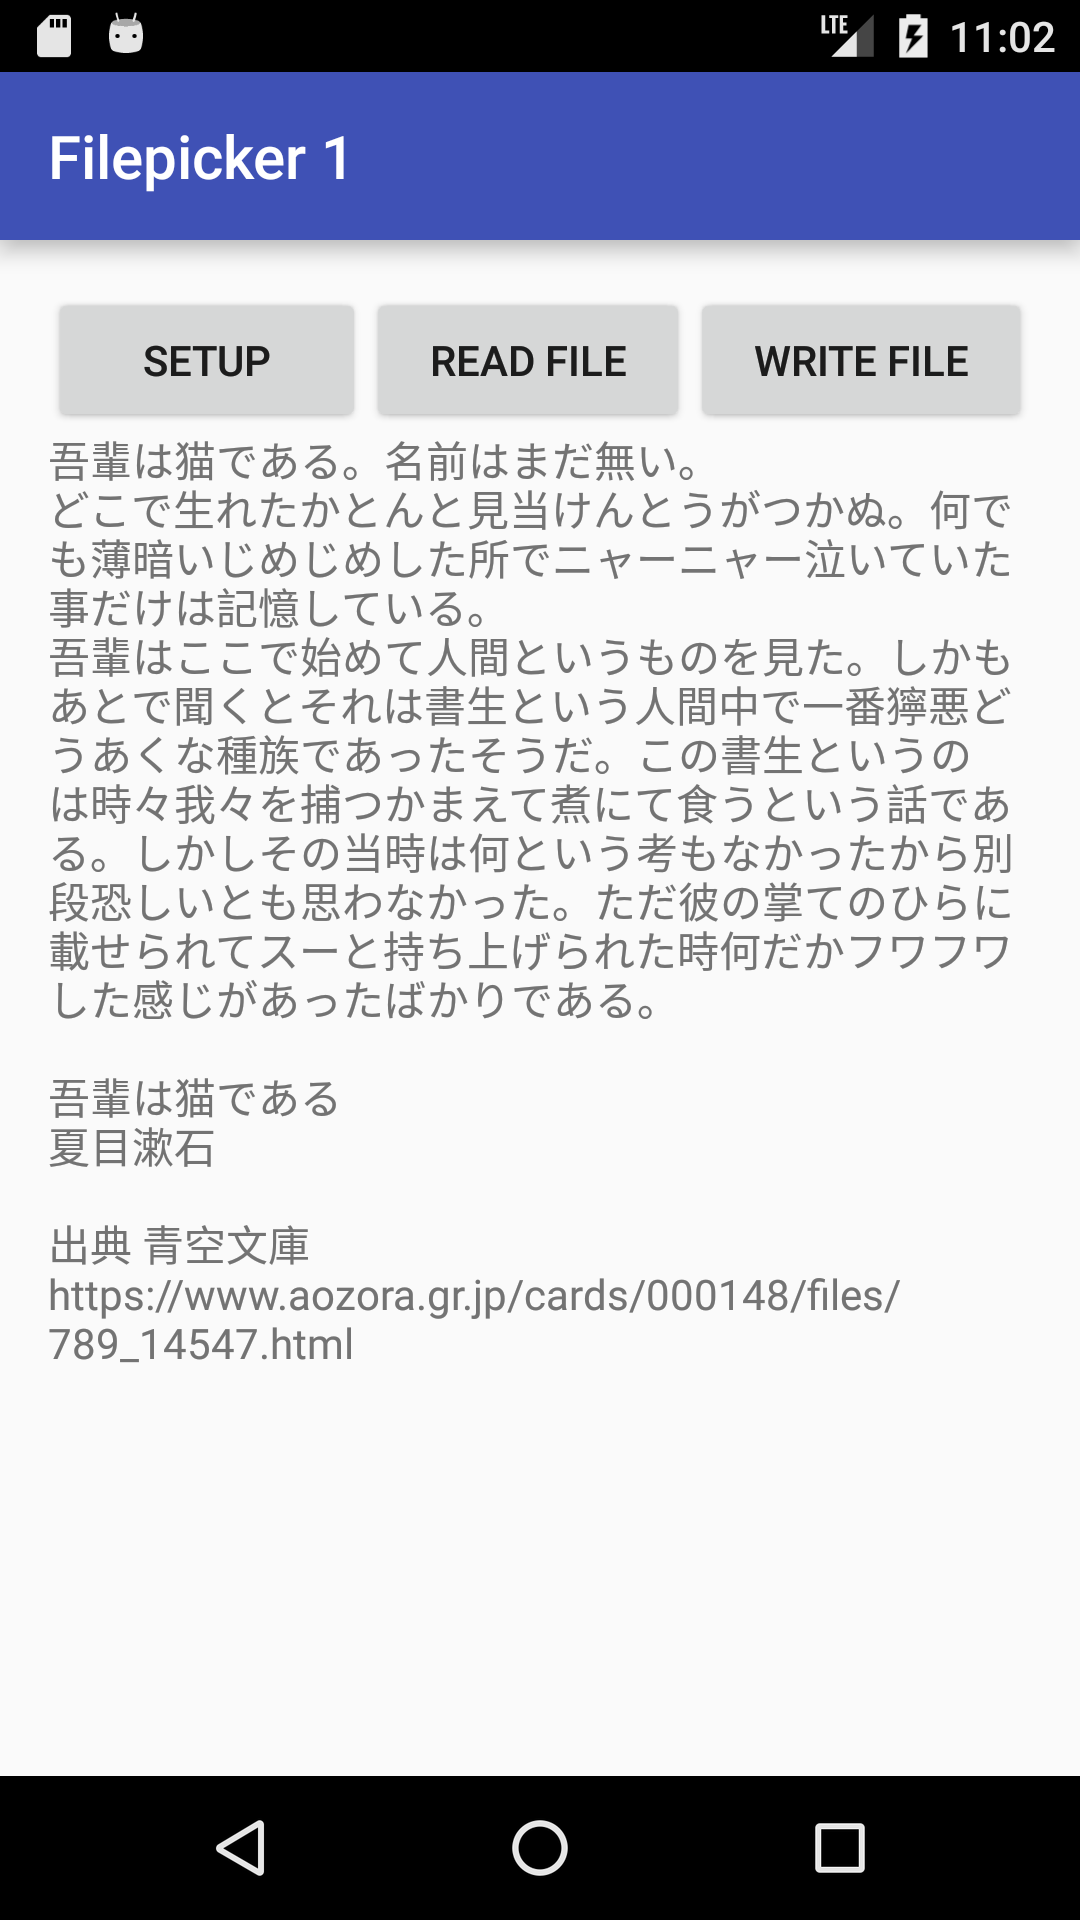 LTE 11:02
Filepicker 1
SETUP READ FILE WRITE FILE
吾輩は猫である。名前はまだ無い。
どこで生れたかとんと見当けんとうがつかぬ。何で
も薄暗いじめじめした所でニャーニャー泣いていた
事だけは記憶している。
吾輩はここで始めて人間というものを見た。しかも
あとで聞くとそれは書生という人間中で一番獰悪ど
うあくな種族であったそうだ。この書生というの
は時々我々を捕つかまえて煮にて食うという話であ
る。しかしその当時は何という考もなかったから別
段恐しいとも思わなかった。ただ彼の掌てのひらに
載せられてスーと持ち上げられた時何だかフワフワ
した感じがあったばかりである。
吾輩は猫である
夏目漱石
出典 青空文庫
https://www.aozora.gr.jp/cards/000148/files/
789_14547.html